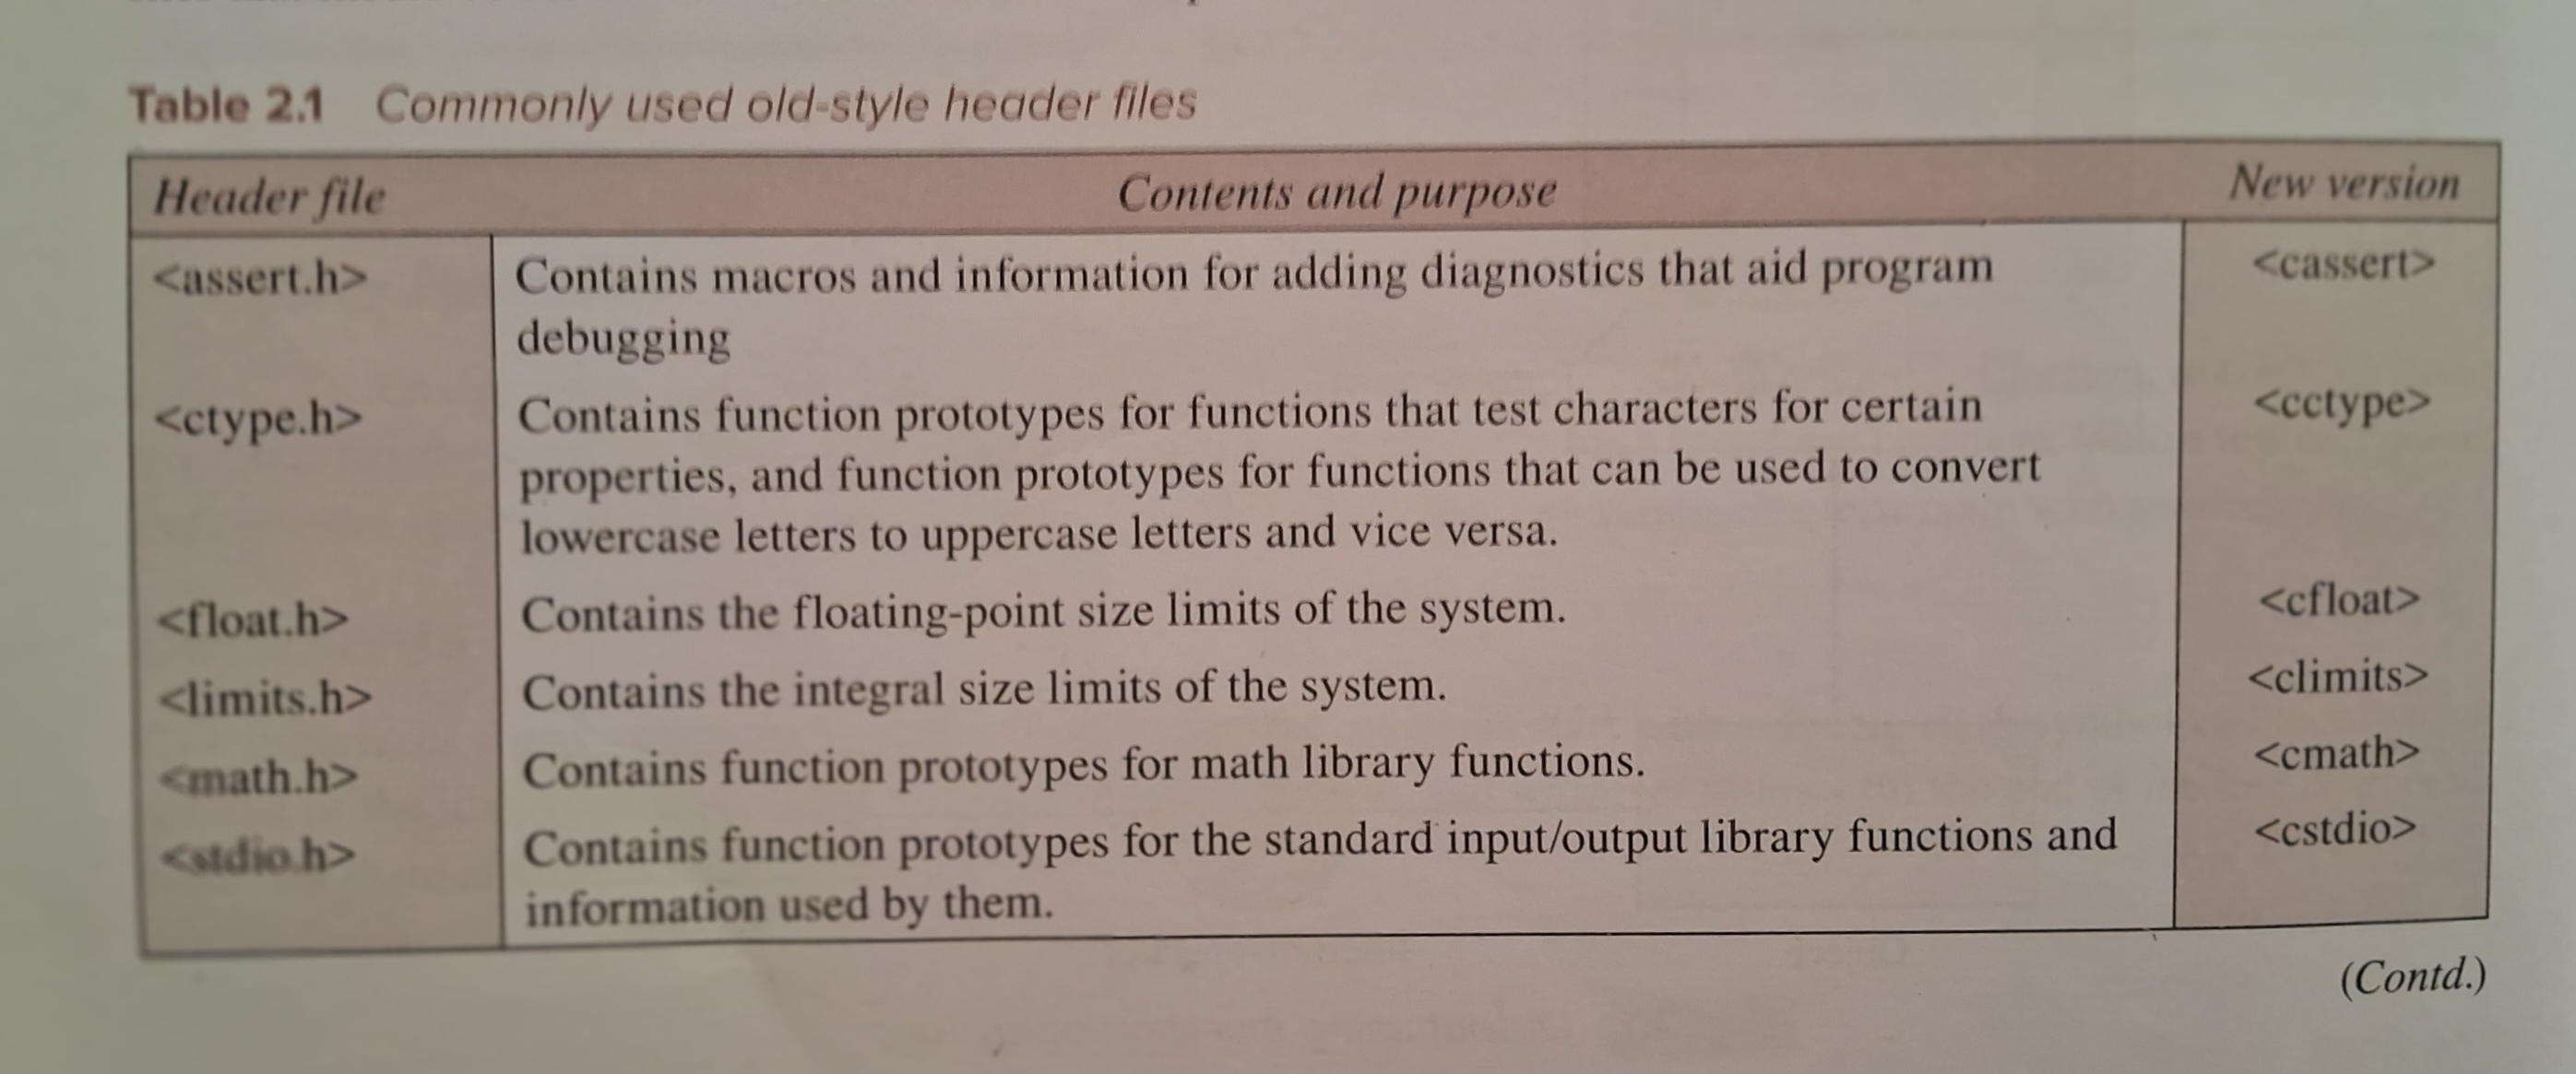 Table 2.1 Commonly used old-style header files
Header file Contents and purpose New version
<assert.h> Contains macros and information for adding diagnostics that aid program <cassert>
debugging
<ctype.h> Contains function prototypes for functions that test characters for certain <cctype>
properties, and function prototypes for functions that can be used to convert
lowercase letters to uppercase letters and vice versa.
<float.h> Contains the floating-point size limits of the system. <cfloat>
<limits.h> Contains the integral size limits of the system. <climits>
<math.h> Contains function prototypes for math library functions. <cmath>
<stdio.h> Contains function prototypes for the standard input/output library functions and <cstdio>
information used by them.
(Contd.)